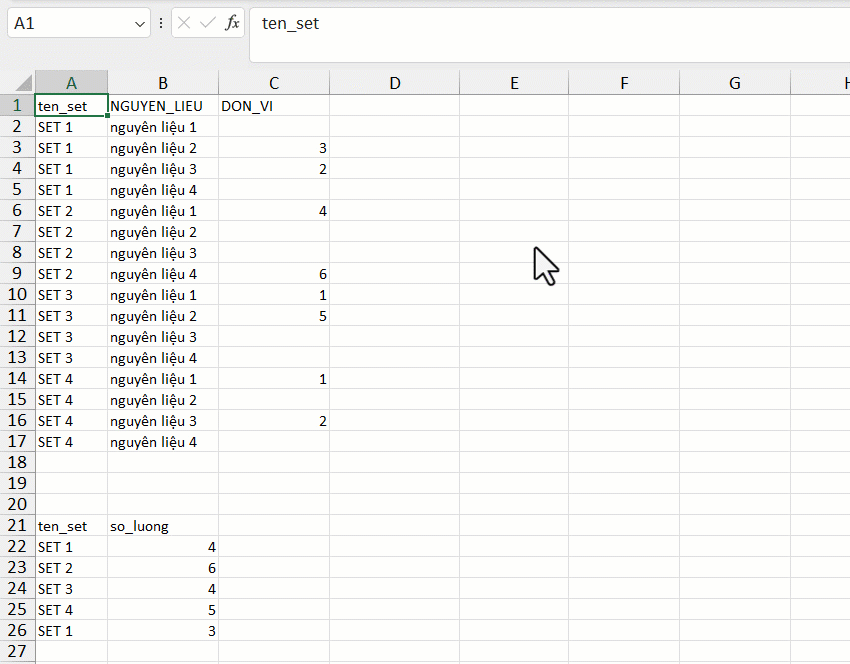 A1 fx ten_set
A B C D E F G H
1 ten_set NGUYEN_LIEU DON_VI
2 SET 1 nguyên liệu 1
3 SET 1 nguyên liệu 2 3
4 SET 1 nguyên liệu 3 2
5 SET 1 nguyên liệu 4
6 SET 2 nguyên liệu 1 4
7 SET 2 nguyên liệu 2
8 SET 2 nguyên liệu 3
9 SET 2 nguyên liệu 4 6
10 SET 3 nguyên liệu 1 1
11 SET 3 nguyên liệu 2 5
12 SET 3 nguyên liệu 3
13 SET 3 nguyên liệu 4
14 SET 4 nguyên liệu 1 1
15 SET 4 nguyên liệu 2
16 SET 4 nguyên liệu 3 2
17 SET 4 nguyên liệu 4
18
19
20
21 ten_set so_luong
22 SET 1 4
23 SET 2 6
24 SET 3 4
25 SET 4 5
26 SET 1 3
27